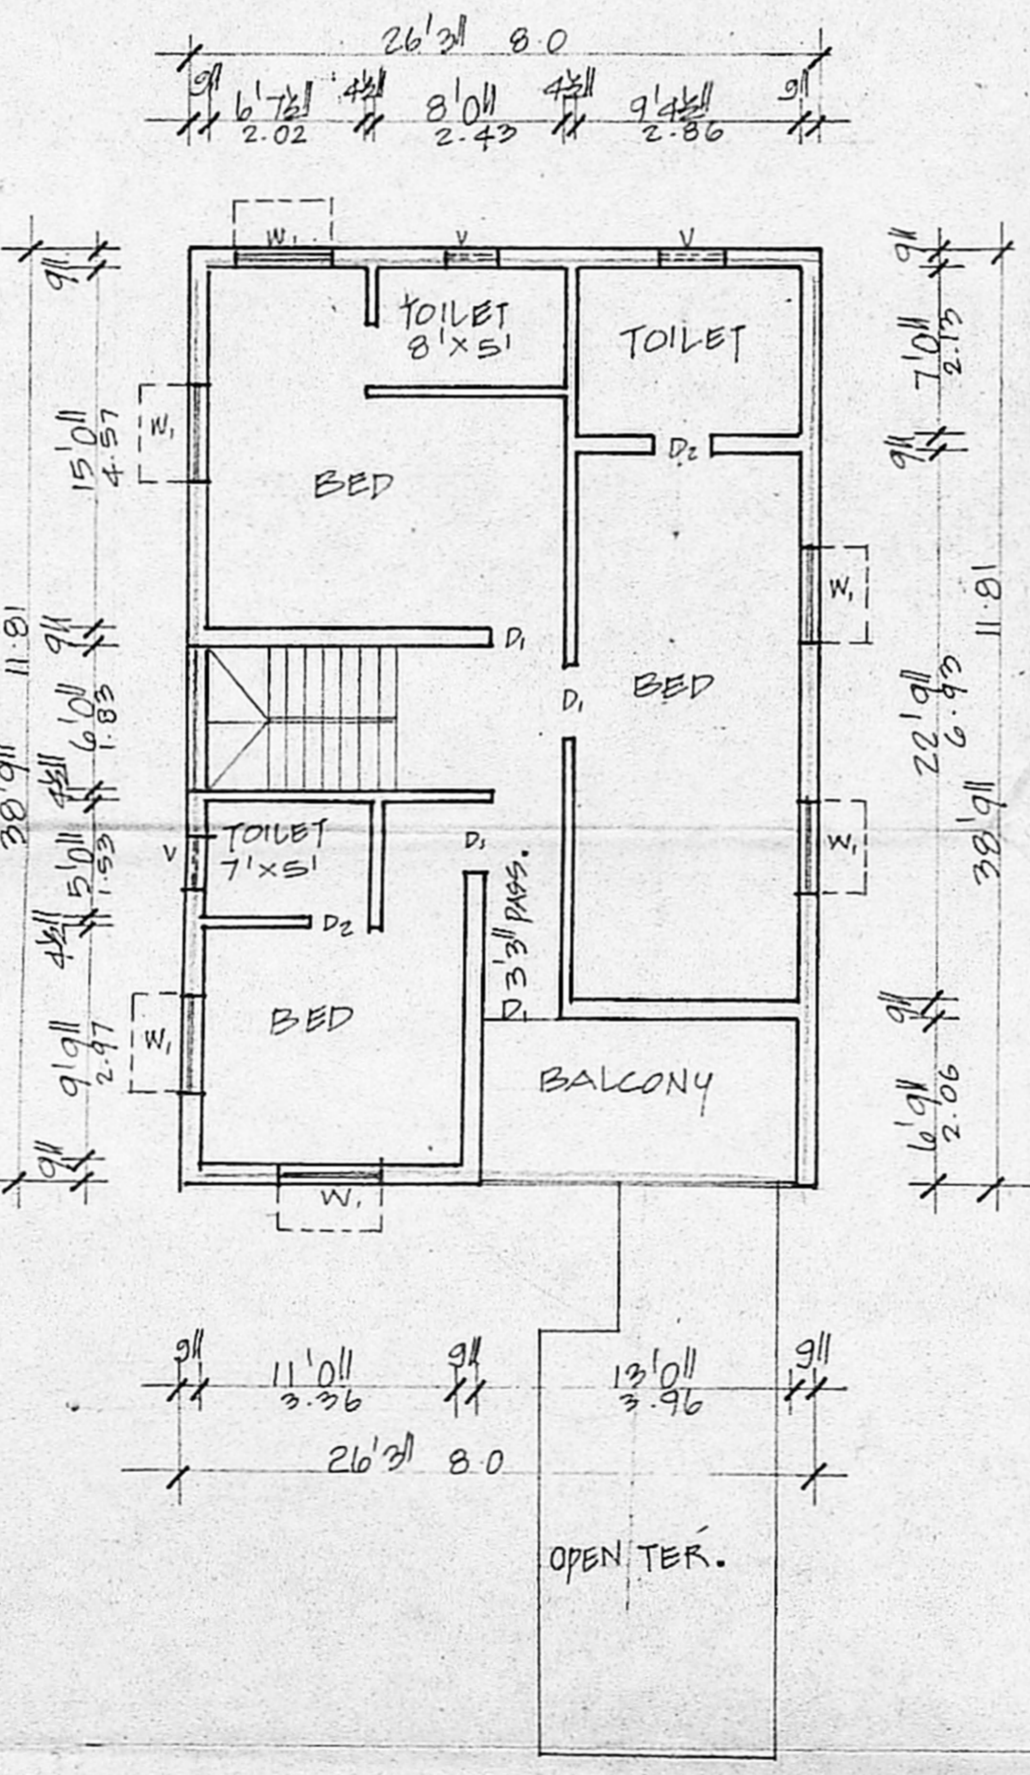 26'3" 8.0
9" 6'7½" 4½" 8'0" 4½" 9'4½" 9"
2.02 2.43 2.86
W1 V V
9"
9"
TOILET
8'X5'
TOILET
7'0"
2.13
15'0"
4.57
W1
D2
9"
BED
W1
38'9" 11.81
11.81
38'9"
9"
D1
6'0"
1.83
D1
BED
22'9"
6.93
4½"
TOILET
7'X5'
V
D1
W1
5'0"
1.53
3'3" PASS.
4½"
D2
D1
9"
BED
W1
9'9"
2.97
BALCONY
6'9"
2.06
9"
W1
9" 11'0" 9" 13'0" 9"
3.36 3.96
26'3" 8.0
OPEN TER.